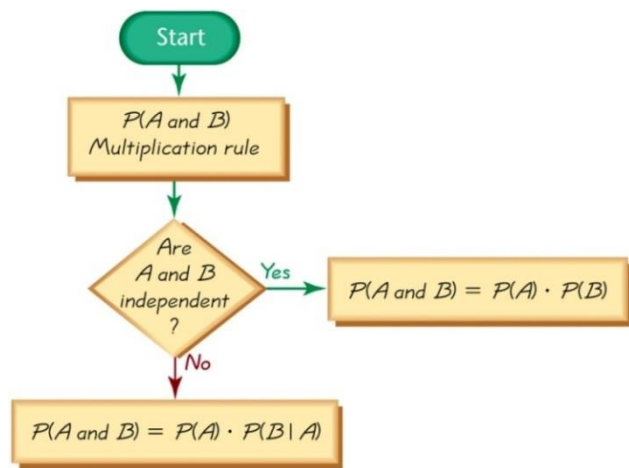 Start
P(A and B)
Multiplication rule
Are
A and B
independent
?
Yes
P(A and B) = P(A) · P(B)
No
P(A and B) = P(A) · P(B | A)